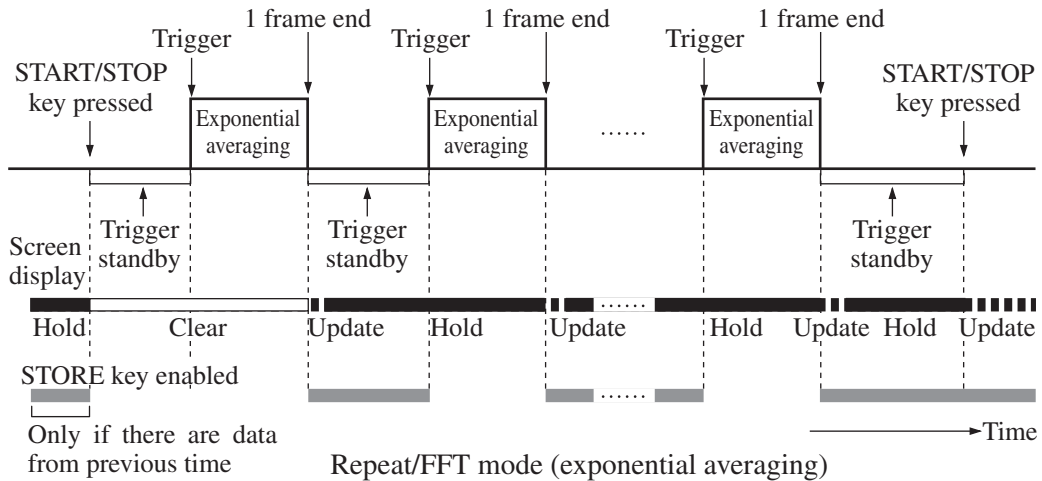 1 frame end
1 frame end
1 frame end
Trigger
Trigger
Trigger
START/STOP
key pressed
START/STOP
key pressed
Exponential
averaging
Exponential
averaging
......
Exponential
averaging
Trigger
standby
Trigger
standby
Trigger
standby
Screen
display
......
Hold
Clear
Update
Hold
Update
Hold
Update
Hold
Update
STORE key enabled
......
Only if there are data
from previous time
Time
Repeat/FFT mode (exponential averaging)